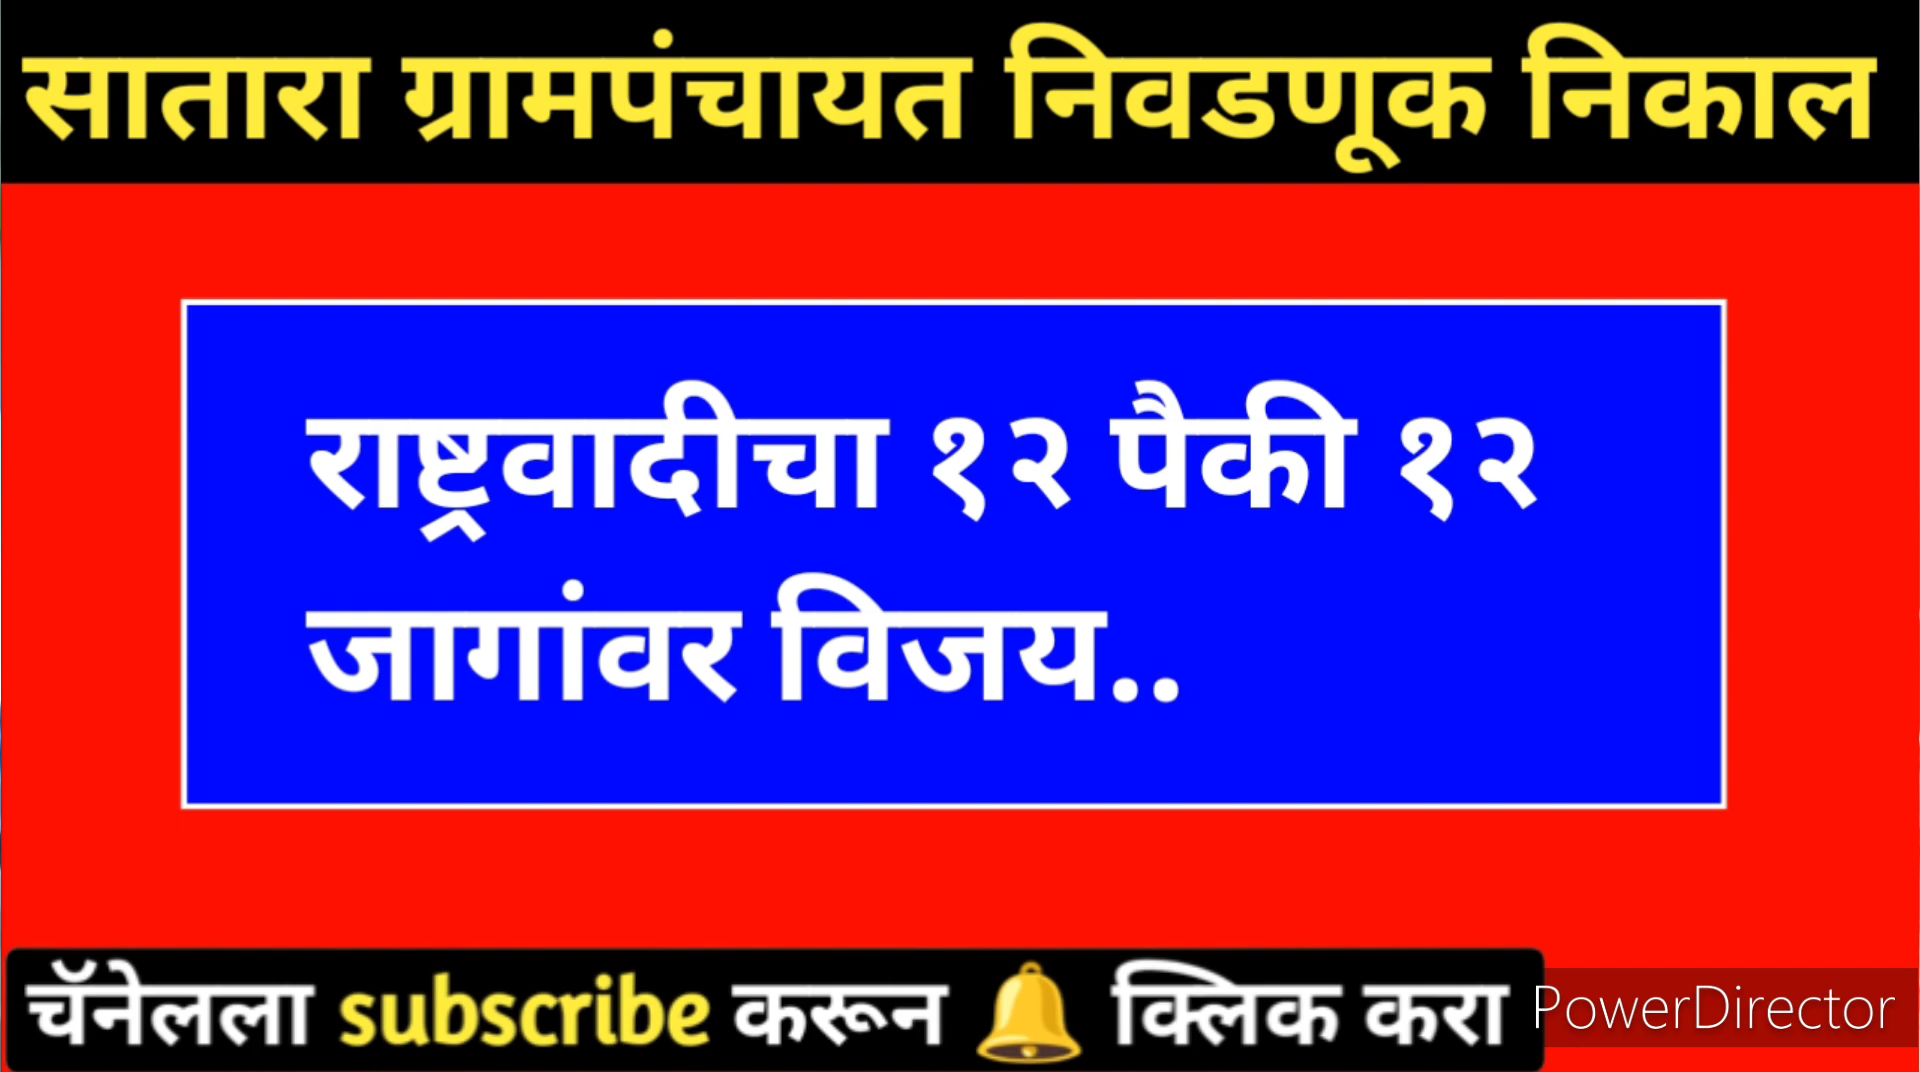 सातारा ग्रामपंचायत निवडणूक निकाल
राष्ट्रवादीचा १२ पैकी १२
जागांवर विजय..
चॅनेलला subscribe करून 🔔 क्लिक करा
PowerDirector